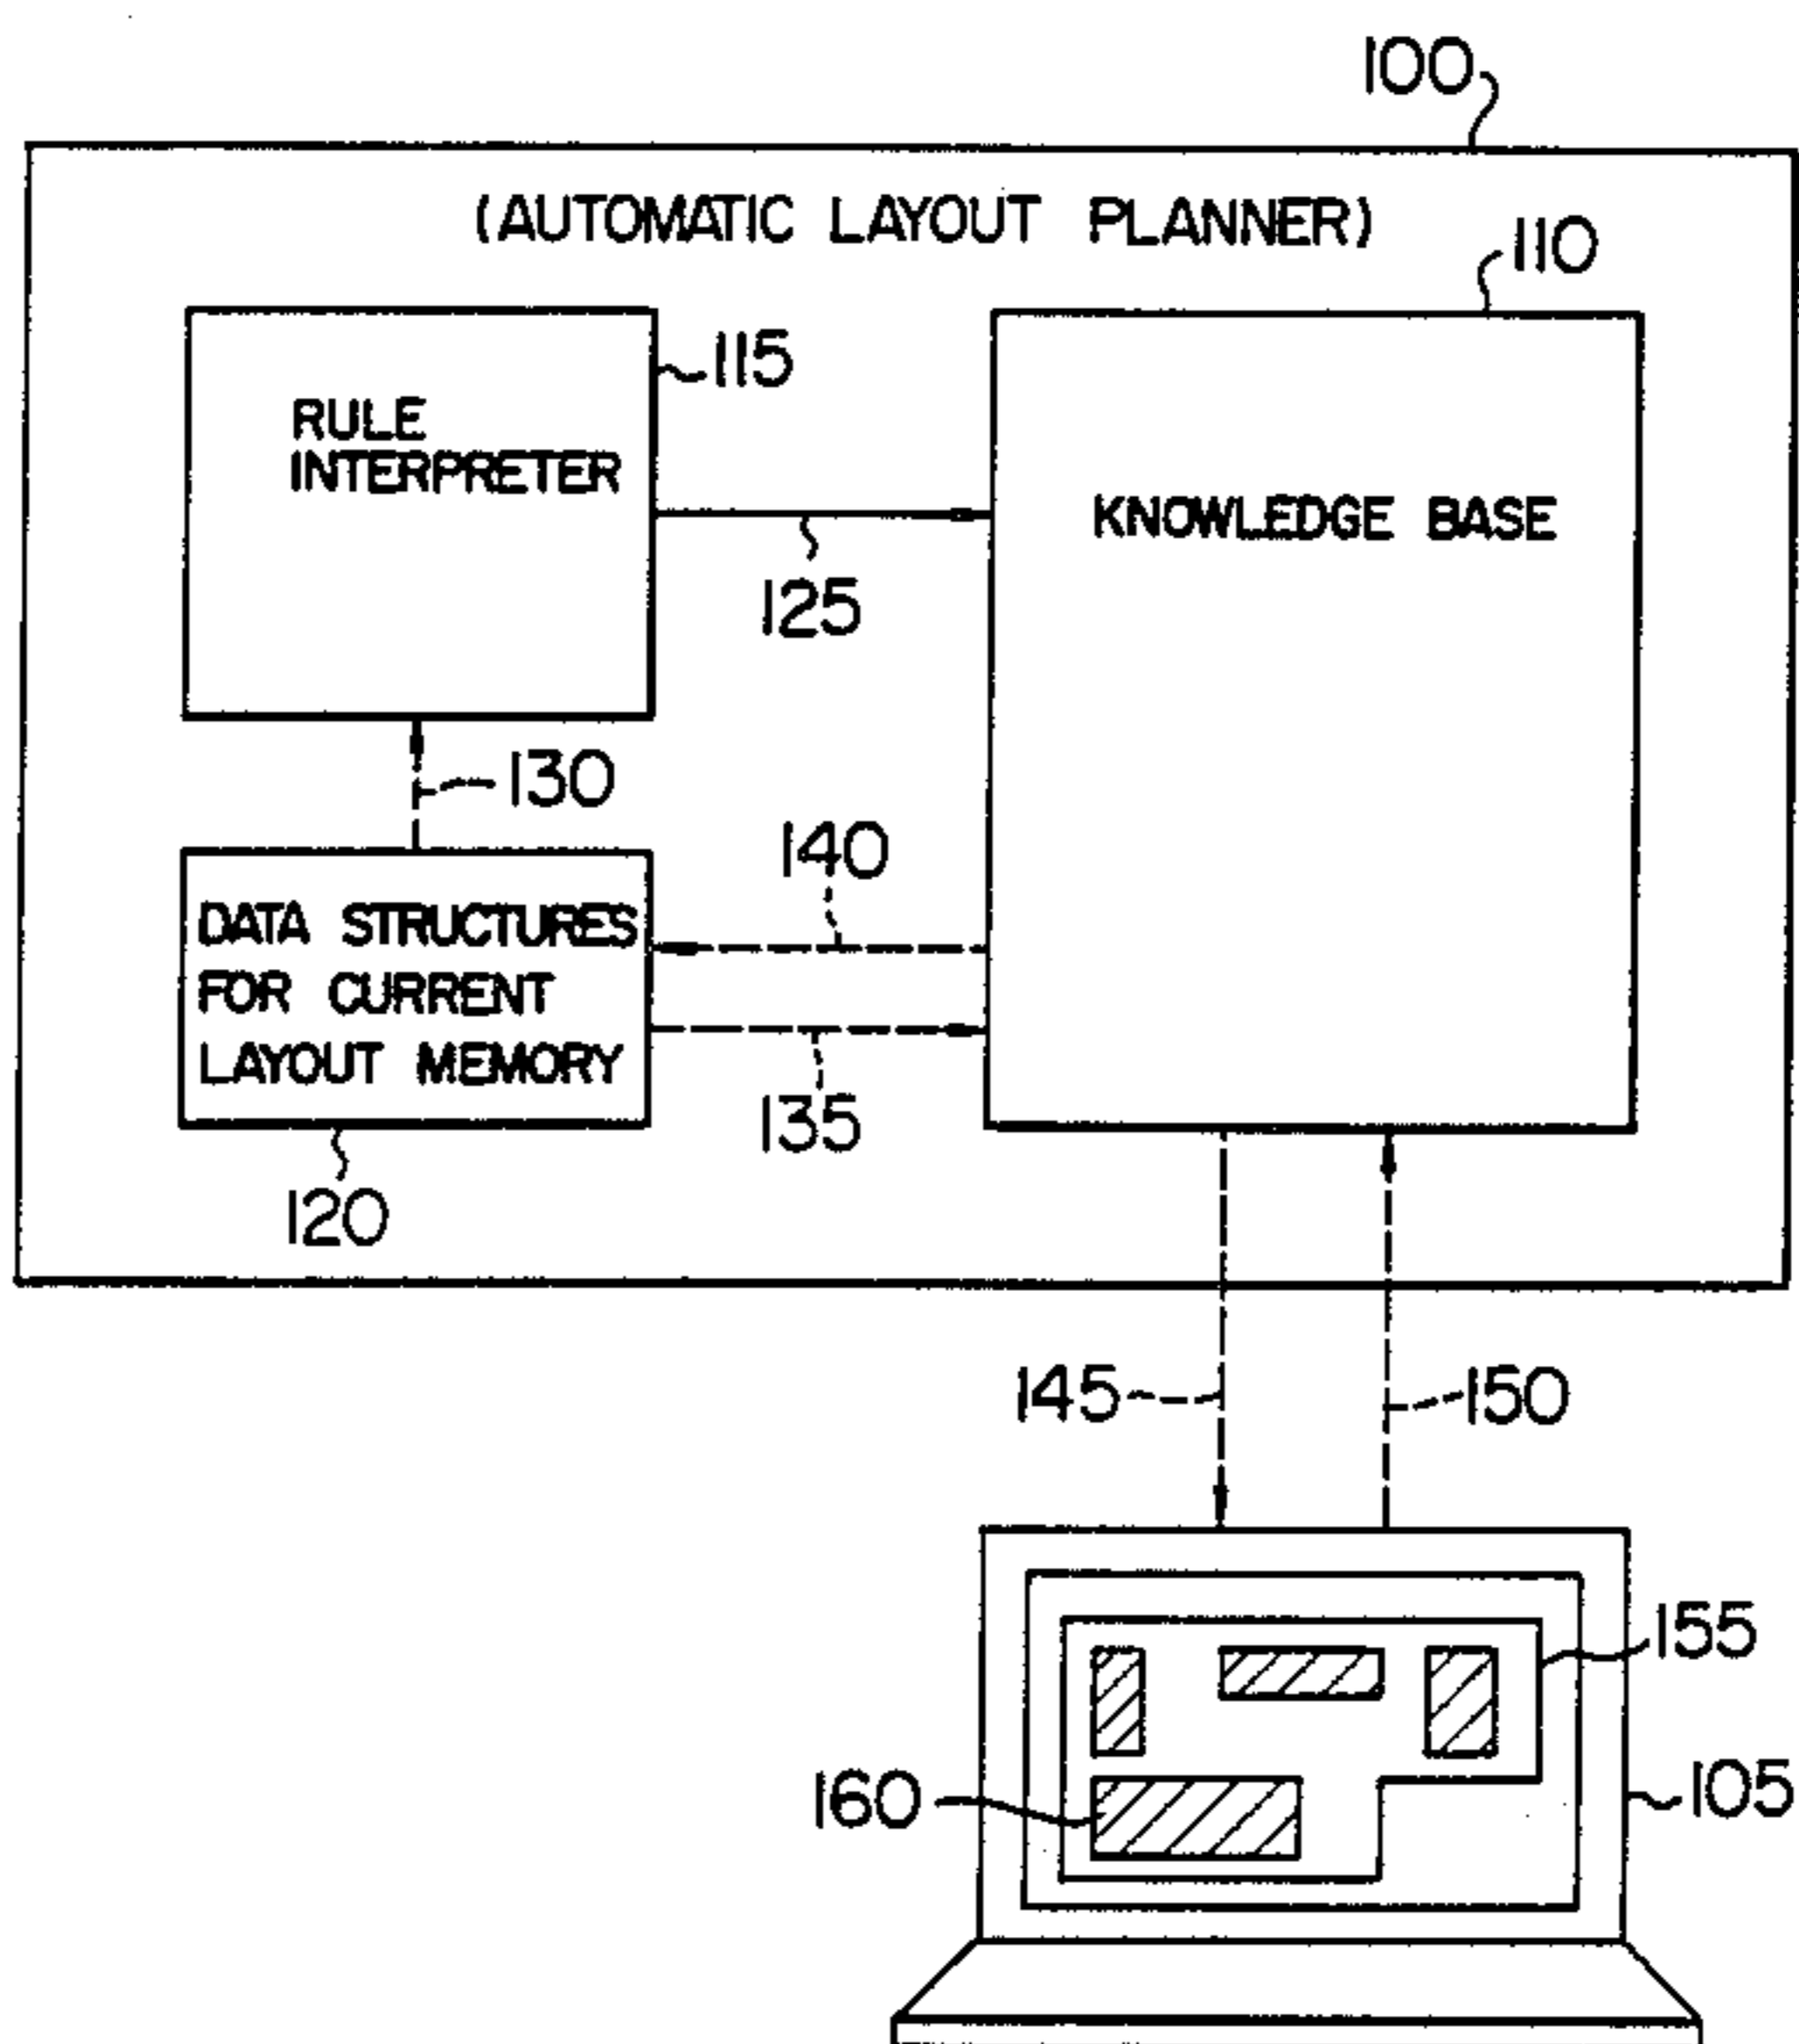 100
(AUTOMATIC LAYOUT PLANNER)
110
115
RULE
INTERPRETER
KNOWLEDGE BASE
125
130
140
DATA STRUCTURES
FOR CURRENT
LAYOUT MEMORY
135
120
145
150
155
160
105